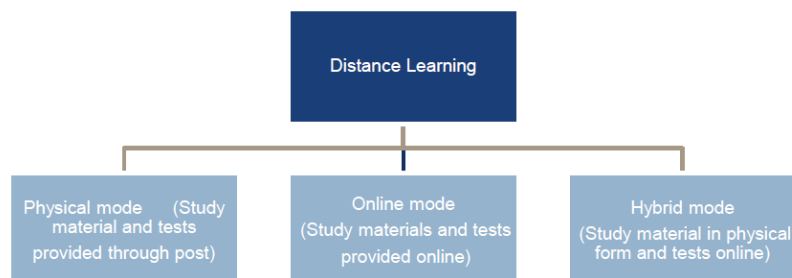 Distance Learning
Physical mode (Study
material and tests
provided through post)
Online mode
(Study materials and tests
provided online)
Hybrid mode
(Study material in physical
form and tests online)